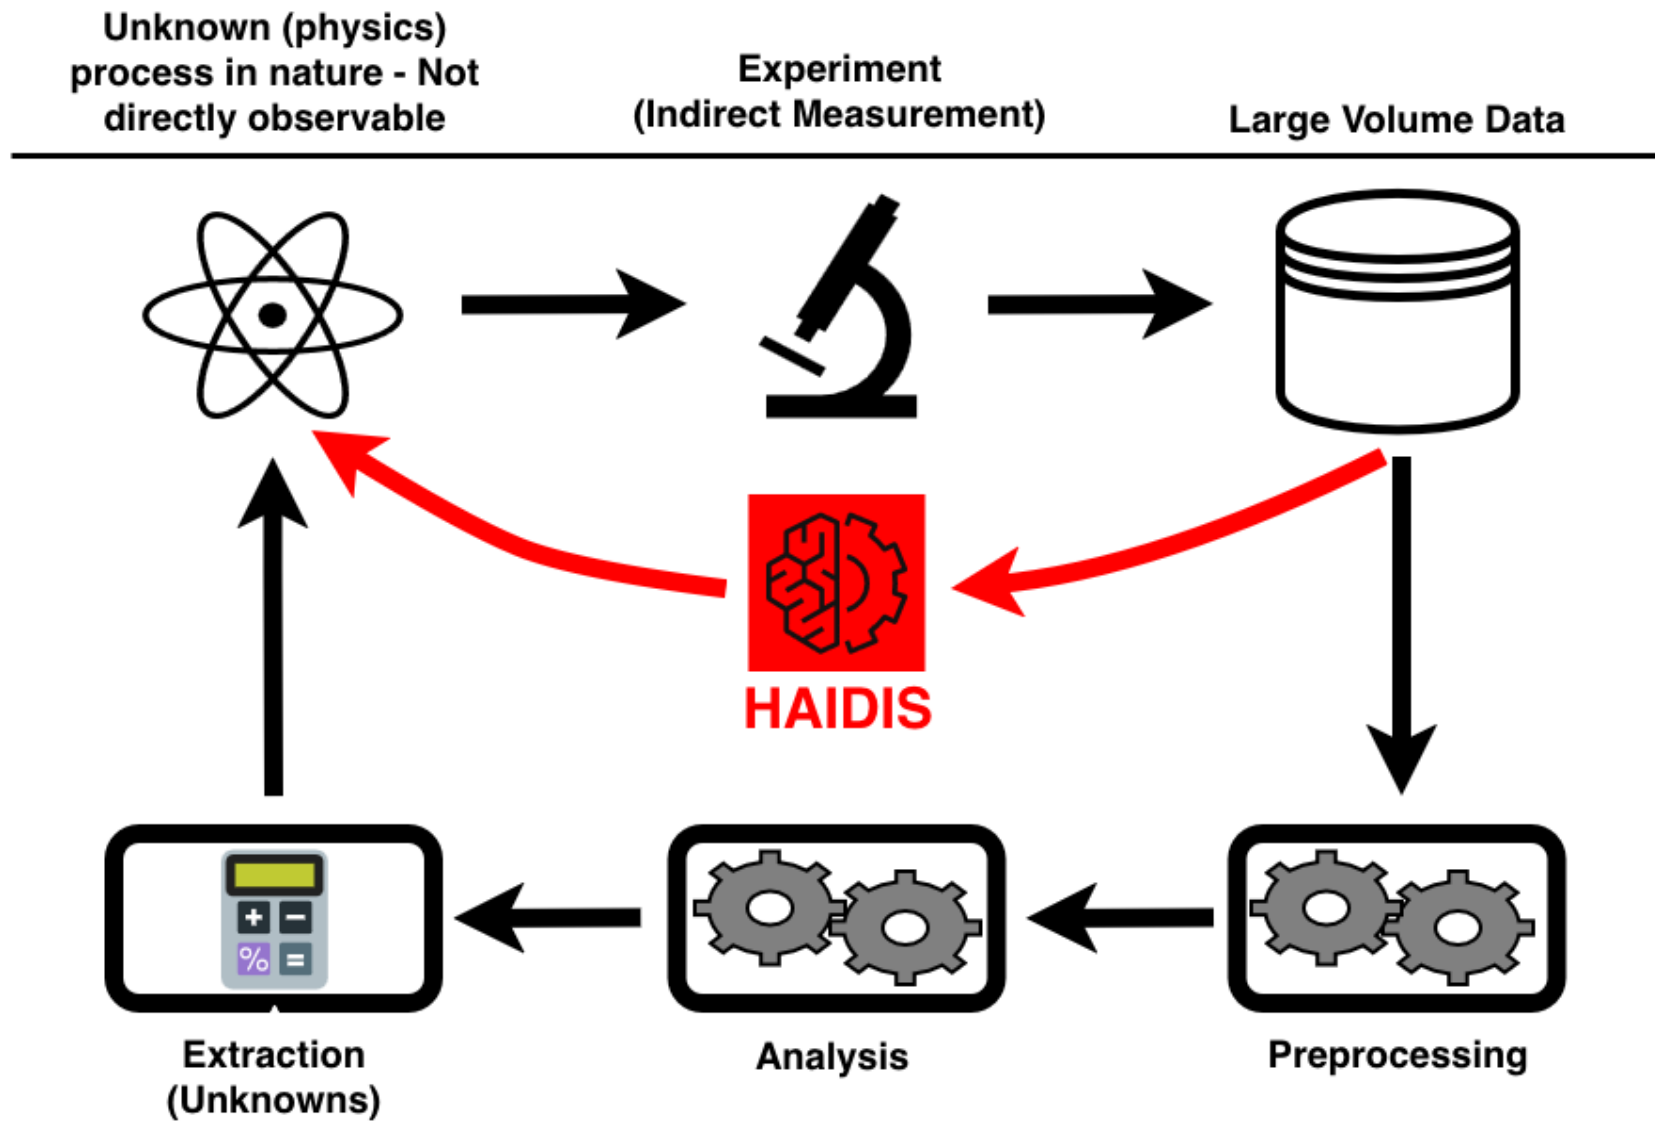 Unknown (physics)
process in nature - Not
directly observable
Experiment
(Indirect Measurement)
Large Volume Data
HAIDIS
+ −
% =
Extraction
(Unknowns)
Analysis
Preprocessing